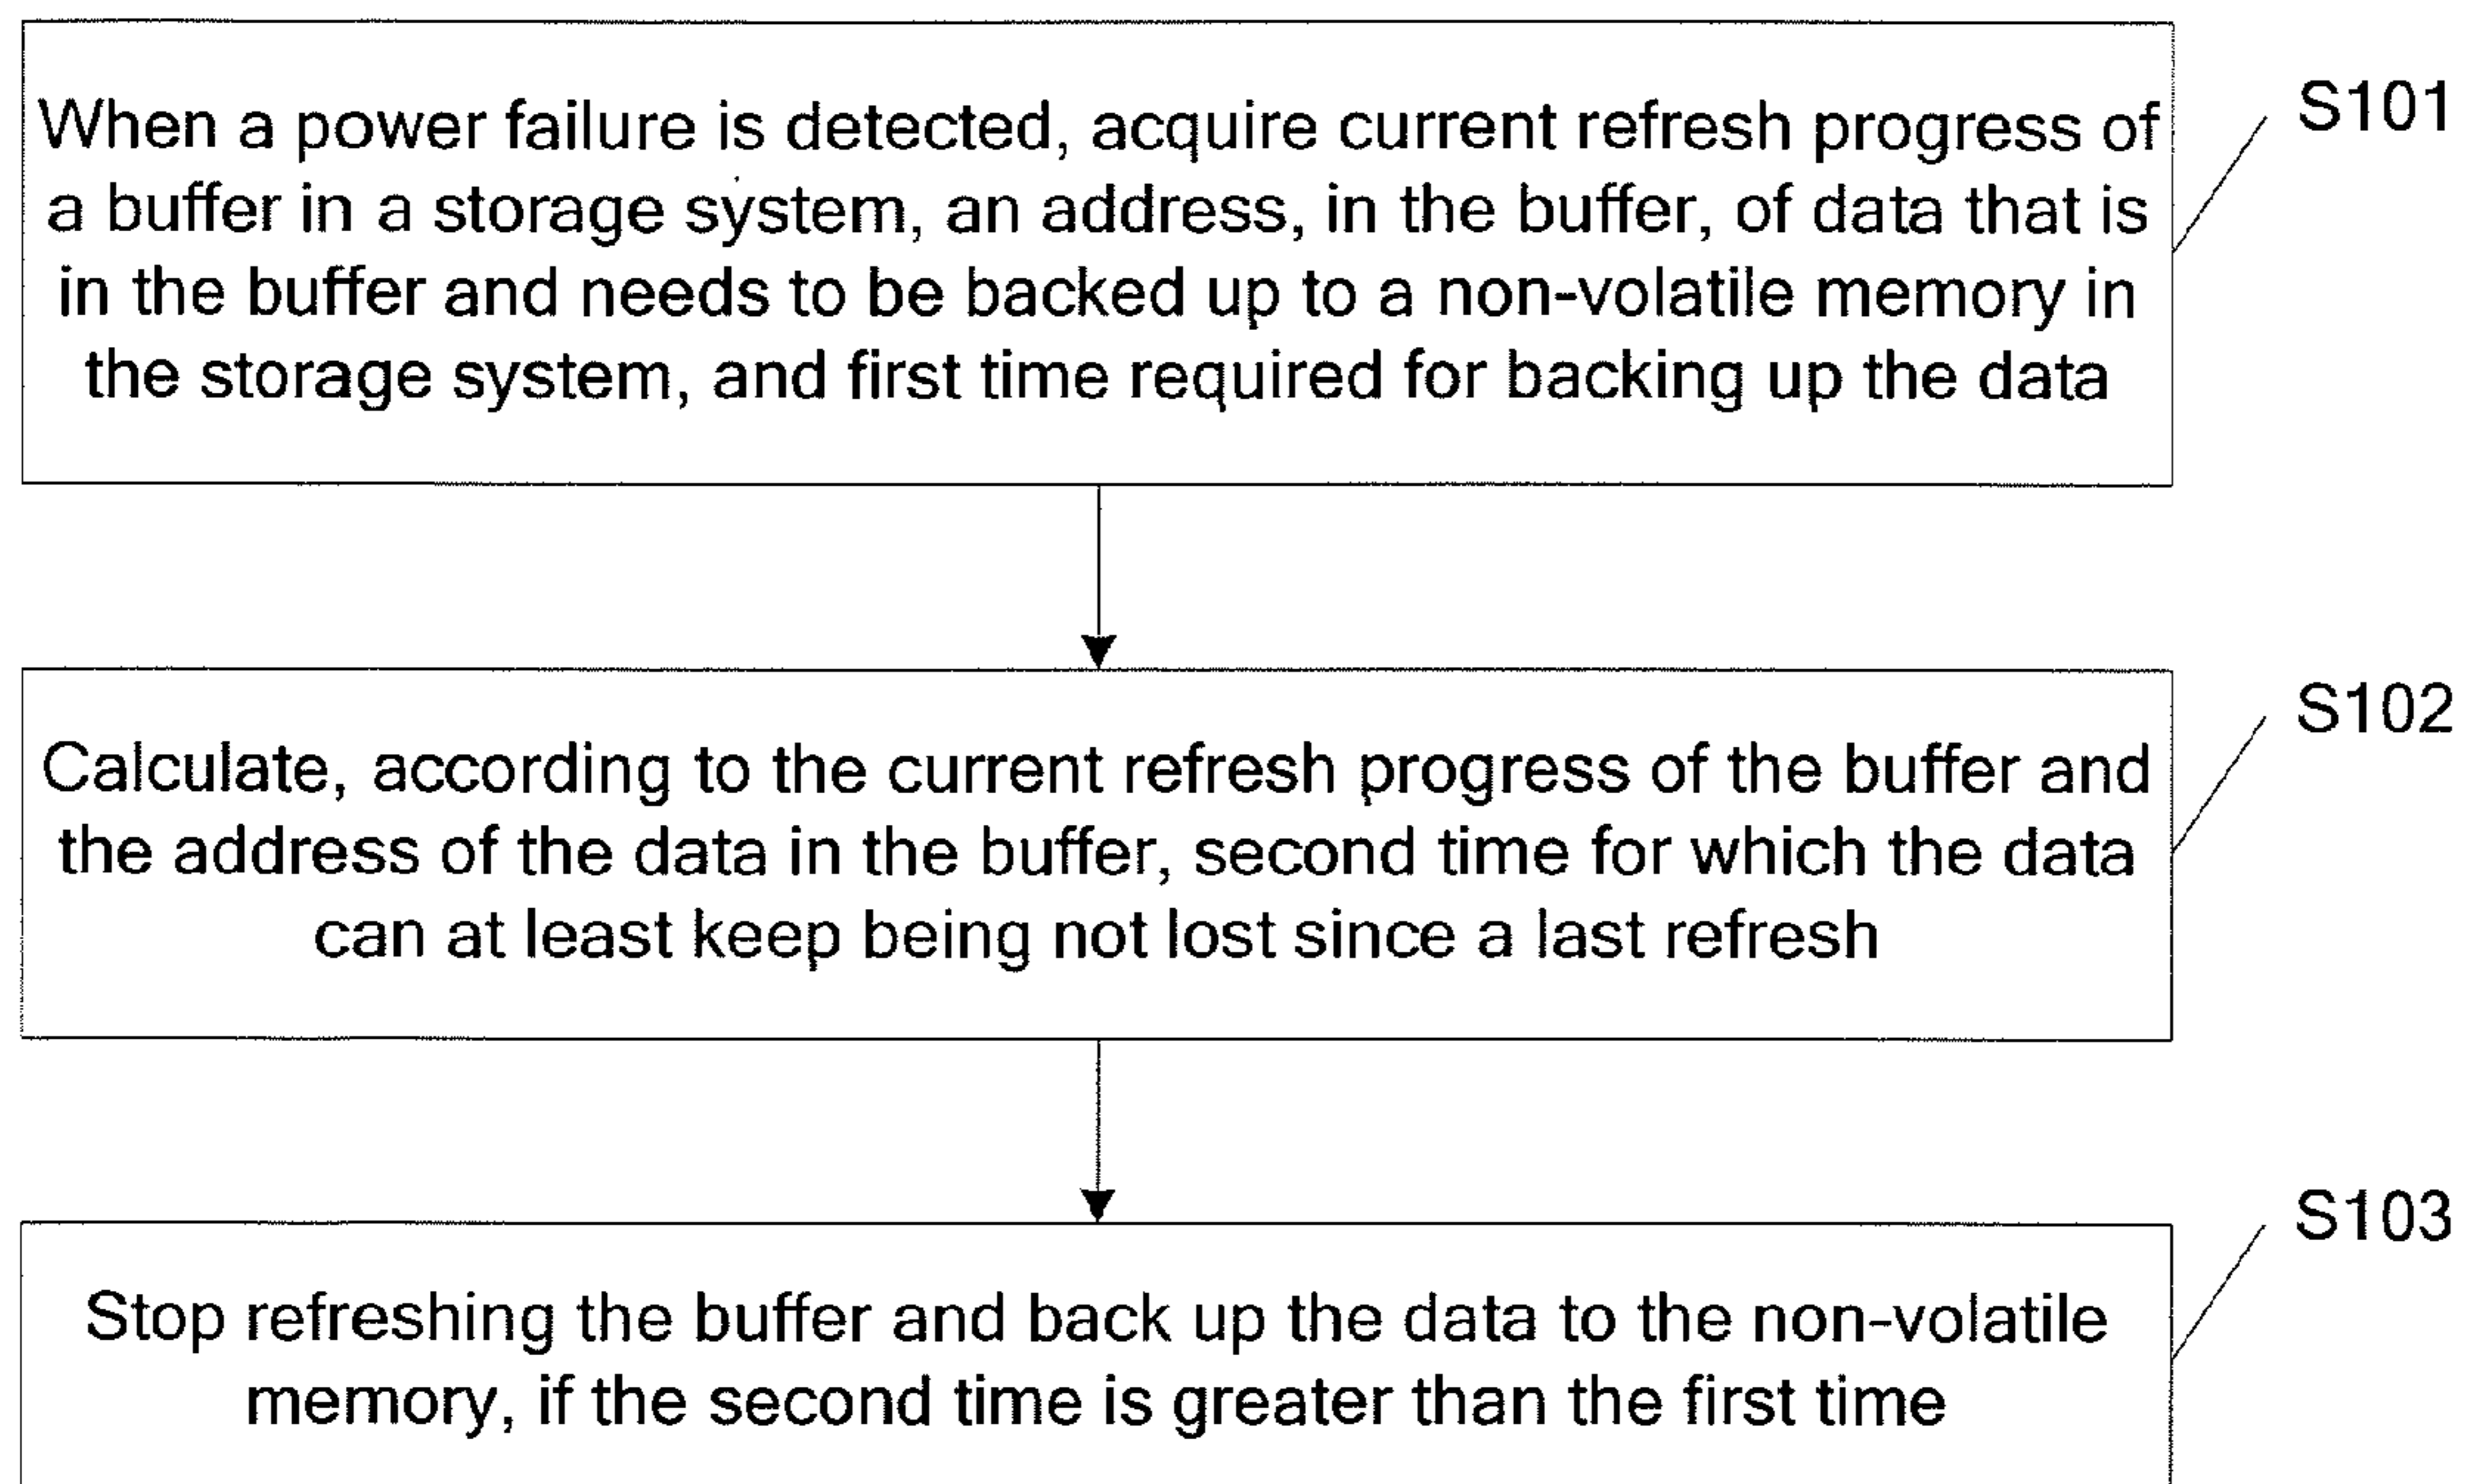 When a power failure is detected, acquire current refresh progress of
a buffer in a storage system, an address, in the buffer, of data that is
in the buffer and needs to be backed up to a non-volatile memory in
the storage system, and first time required for backing up the data
S101
Calculate, according to the current refresh progress of the buffer and
the address of the data in the buffer, second time for which the data
can at least keep being not lost since a last refresh
S102
Stop refreshing the buffer and back up the data to the non-volatile
memory, if the second time is greater than the first time
S103